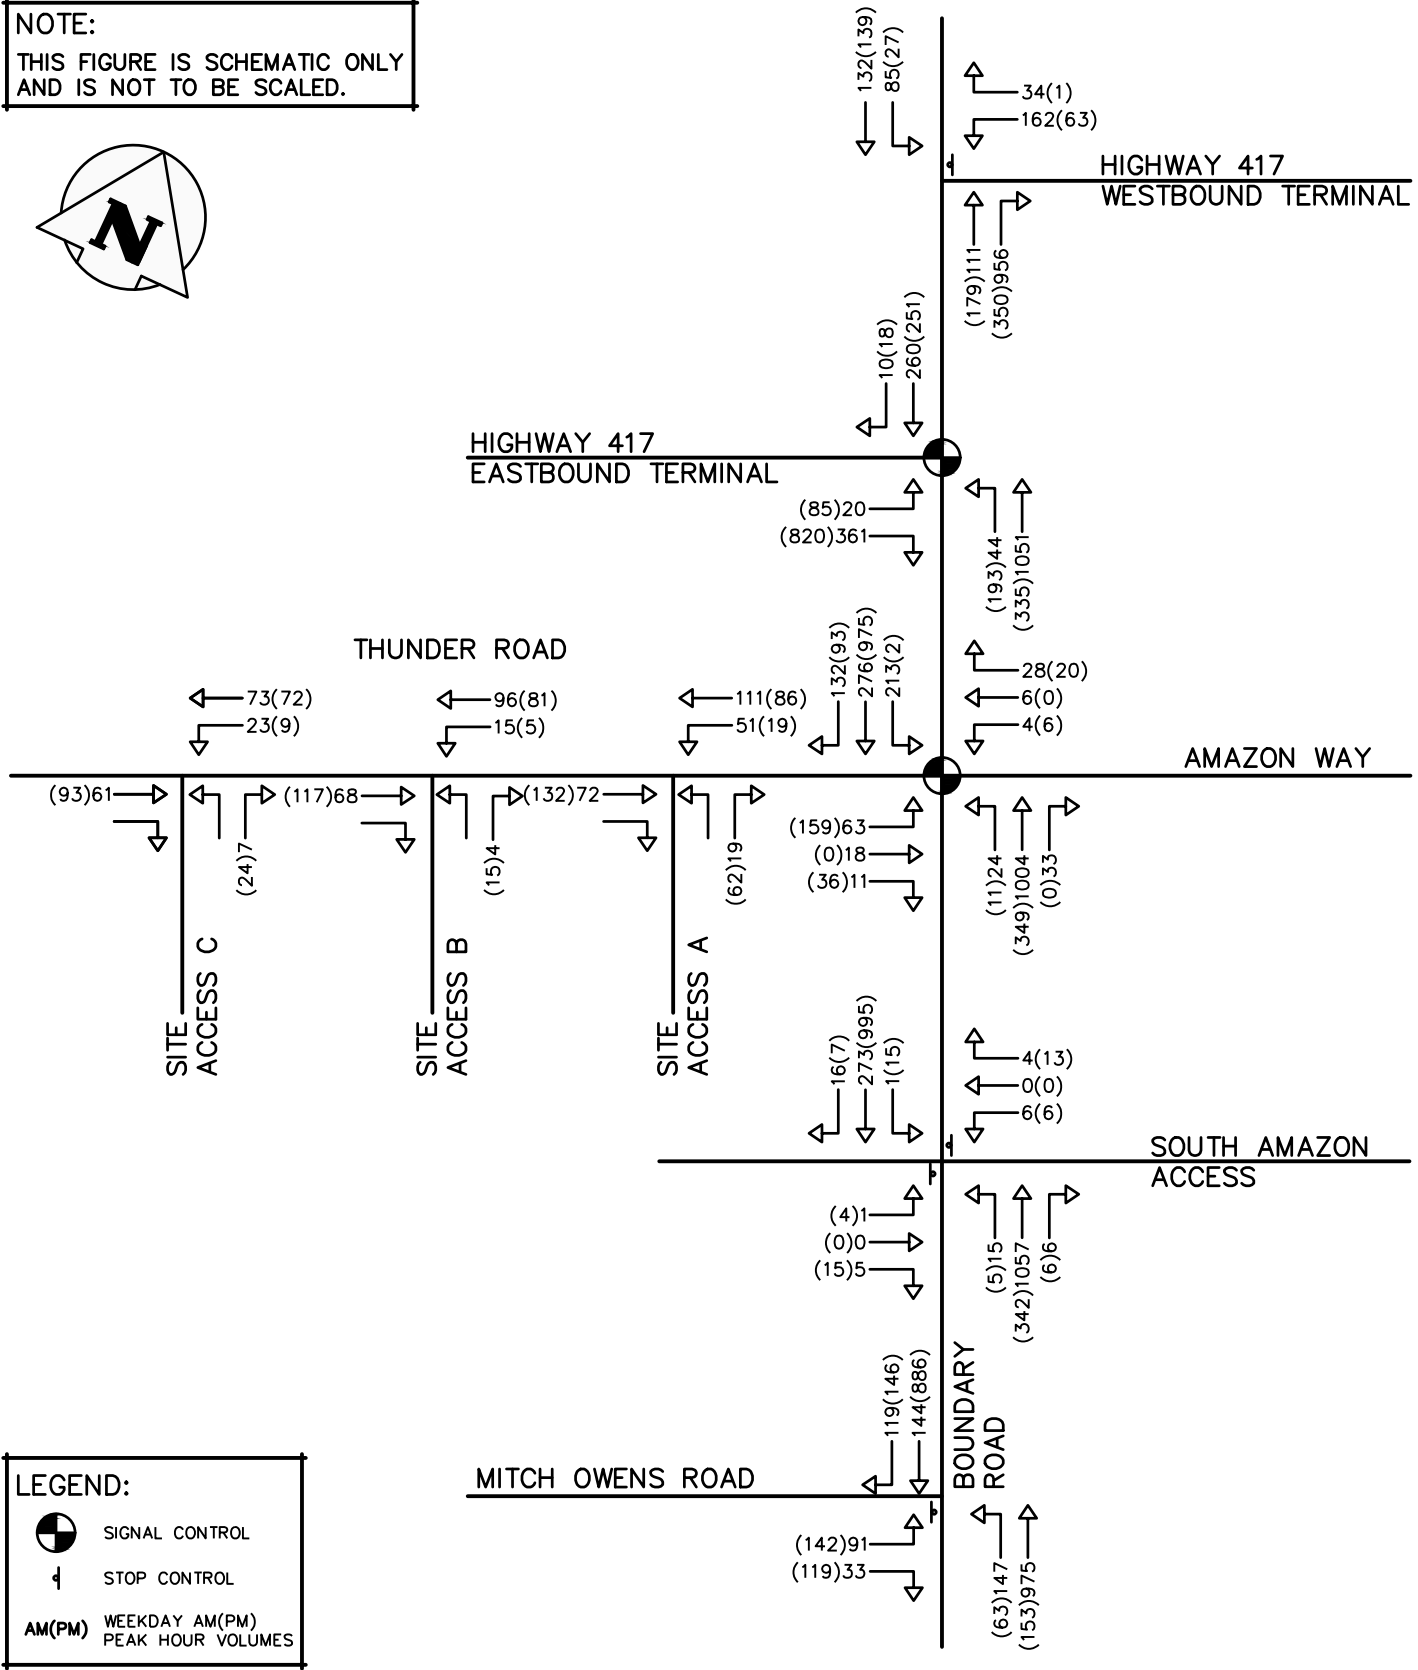 NOTE:
THIS FIGURE IS SCHEMATIC ONLY
AND IS NOT TO BE SCALED.
N
132(139)
85(27)
34(1)
162(63)
HIGHWAY 417
WESTBOUND TERMINAL
(179)111
(350)956
10(18)
260(251)
HIGHWAY 417
EASTBOUND TERMINAL
(85)20
(820)361
(193)44
(335)1051
THUNDER ROAD
73(72)
23(9)
96(81)
15(5)
111(86)
51(19)
132(93)
276(975)
213(2)
28(20)
6(0)
4(6)
AMAZON WAY
(93)61
(24)7
(117)68
(15)4
(132)72
(62)19
(159)63
(0)18
(36)11
(11)24
(349)1004
(0)33
SITE
ACCESS C
SITE
ACCESS B
SITE
ACCESS A
16(7)
273(995)
1(15)
4(13)
0(0)
6(6)
SOUTH AMAZON
ACCESS
(4)1
(0)0
(15)5
(5)15
(342)1057
(6)6
119(146)
144(886)
BOUNDARY
ROAD
MITCH OWENS ROAD
(142)91
(119)33
(63)147
(153)975
LEGEND:
SIGNAL CONTROL
STOP CONTROL
AM(PM) WEEKDAY AM(PM)
PEAK HOUR VOLUMES